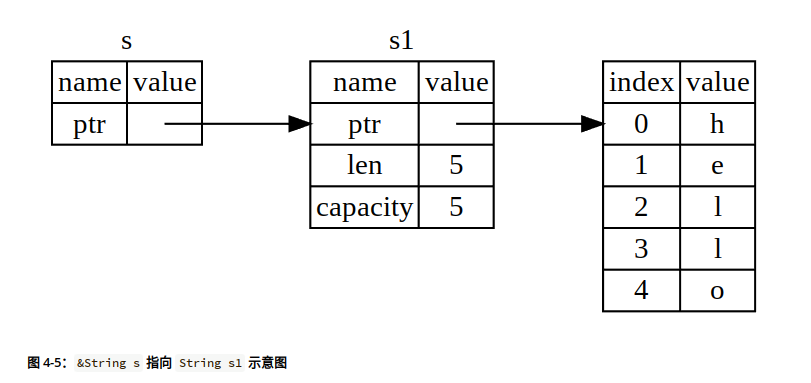 s
name value
ptr
s1
name value
ptr
len 5
capacity 5
index value
0 h
1 e
2 l
3 l
4 o
图 4-5：&String s 指向 String s1 示意图